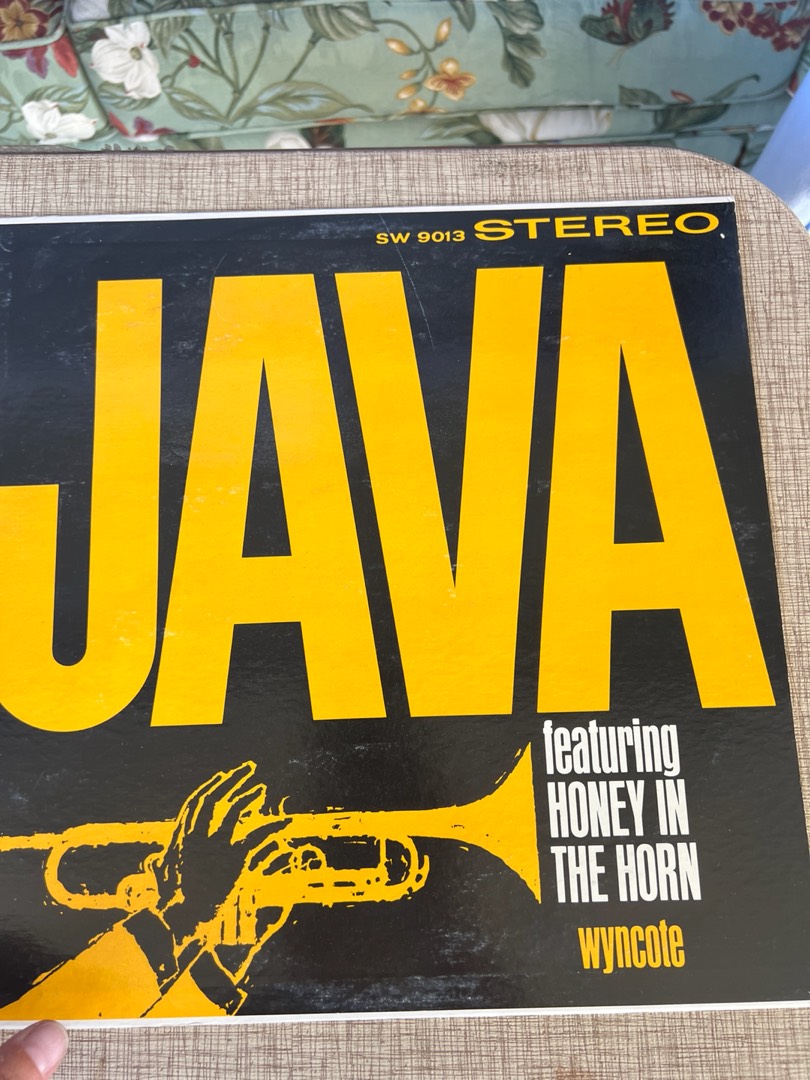 SW 9013 STEREO
JAVA
featuring
HONEY IN
THE HORN
wyncote